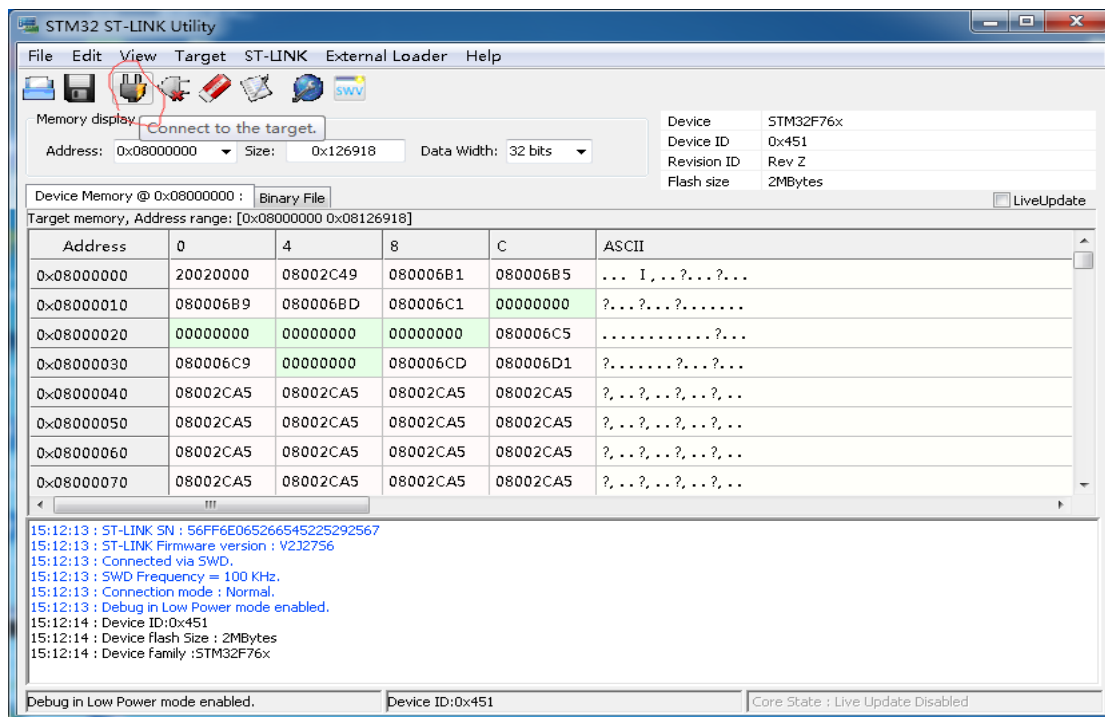 STM32 ST-LINK Utility
File Edit View Target ST-LINK External Loader Help
SWV
Memory display
Connect to the target.
Address: 0x08000000 Size: 0x126918 Data Width: 32 bits
Device STM32F76x
Device ID 0x451
Revision ID Rev Z
Flash size 2MBytes
Device Memory @ 0x08000000 : Binary File LiveUpdate
Target memory, Address range: [0x08000000 0x08126918]
Address 0 4 8 C ASCII
0x08000000 20020000 08002C49 080006B1 080006B5 ... I,..?...?...
0x08000010 080006B9 080006BD 080006C1 00000000 ?...?...?.......
0x08000020 00000000 00000000 00000000 080006C5 ............?...
0x08000030 080006C9 00000000 080006CD 080006D1 ?.......?...?...
0x08000040 08002CA5 08002CA5 08002CA5 08002CA5 ?,..?,..?,..?,..
0x08000050 08002CA5 08002CA5 08002CA5 08002CA5 ?,..?,..?,..?,..
0x08000060 08002CA5 08002CA5 08002CA5 08002CA5 ?,..?,..?,..?,..
0x08000070 08002CA5 08002CA5 08002CA5 08002CA5 ?,..?,..?,..?,..
15:12:13 : ST-LINK SN : 56FF6E065266545225292567
15:12:13 : ST-LINK Firmware version : V2J27S6
15:12:13 : Connected via SWD.
15:12:13 : SWD Frequency = 100 KHz.
15:12:13 : Connection mode : Normal.
15:12:13 : Debug in Low Power mode enabled.
15:12:14 : Device ID:0x451
15:12:14 : Device flash Size : 2MBytes
15:12:14 : Device family :STM32F76x
Debug in Low Power mode enabled. Device ID:0x451 Core State : Live Update Disabled